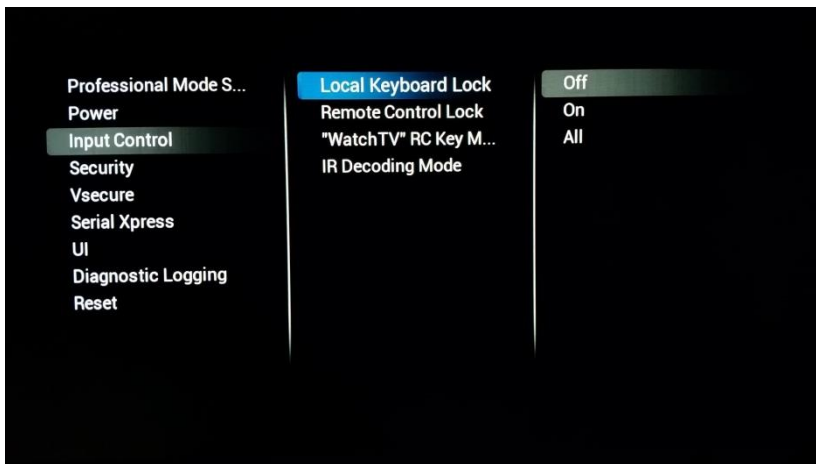 Professional Mode S...
Power
Input Control
Security
Vsecure
Serial Xpress
UI
Diagnostic Logging
Reset
Local Keyboard Lock
Remote Control Lock
"WatchTV" RC Key M...
IR Decoding Mode
Off
On
All